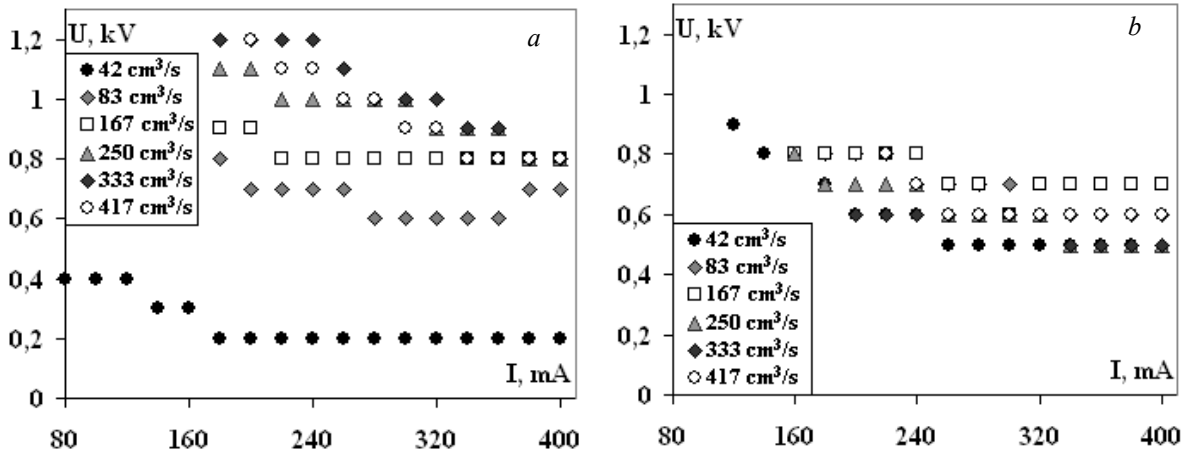 U, kV
a
1,2
1
0,8
0,6
0,4
0,2
0
42 cm³/s
83 cm³/s
167 cm³/s
250 cm³/s
333 cm³/s
417 cm³/s
I, mA
80 160 240 320 400
U, kV
b
1,2
1
0,8
0,6
0,4
0,2
0
42 cm³/s
83 cm³/s
167 cm³/s
250 cm³/s
333 cm³/s
417 cm³/s
I, mA
80 160 240 320 400